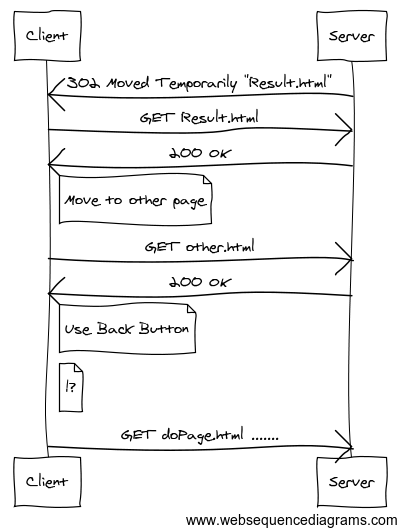 Client Server
302 Moved Temporarily "Result.html"
GET Result.html
200 OK
Move to other page
GET other.html
200 OK
Use Back Button
!?
GET doPage.html .......
Client Server
www.websequencediagrams.com